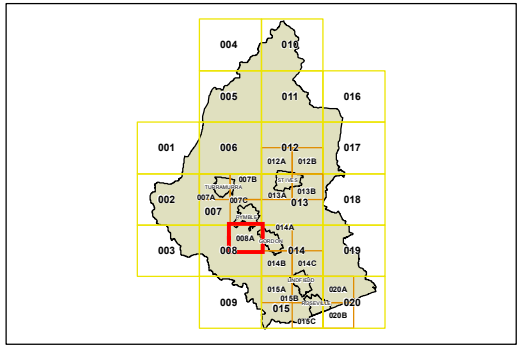 004 010
005 011 016
001 006 012 017
012A 012B
007B
TURRAMURRA ST.IVES
002 007A 007C 013A 013B 018
007 013
PYMBLE
014A
008A GORDON
003 008 014 019
014B 014C
LINDFIELD
015A 020A
009 015B ROSEVILLE 020
015 020B
015C